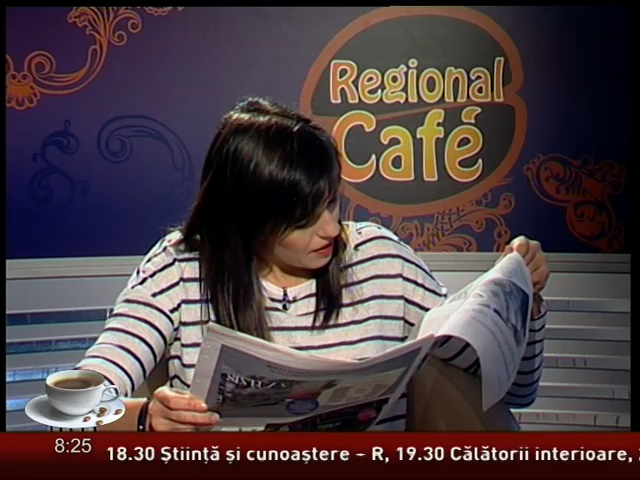 Regional
Café
8:25
18.30 Știință și cunoaștere – R, 19.30 Călătorii interioare,